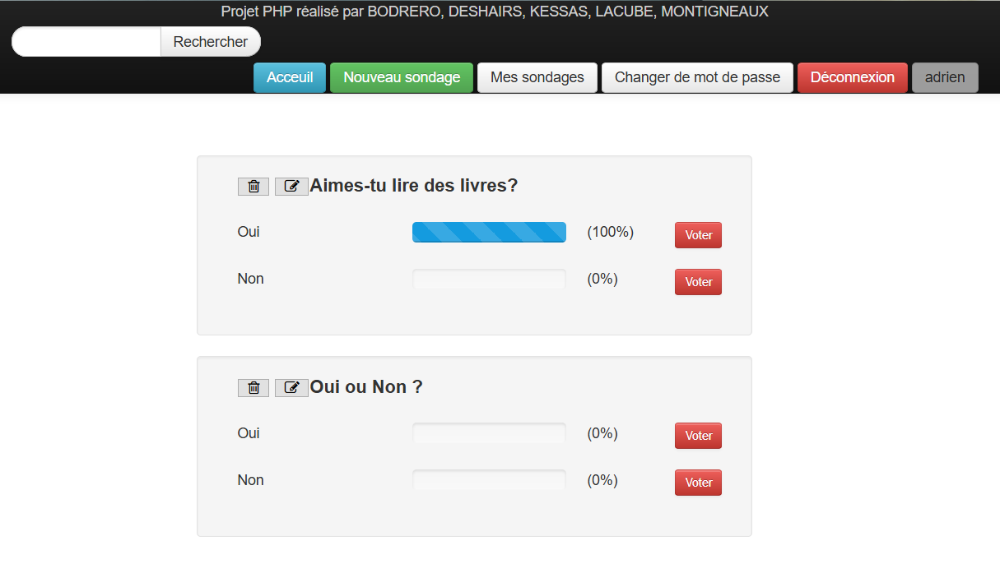 Projet PHP réalisé par BODRERO, DESHAIRS, KESSAS, LACUBE, MONTIGNEAUX
Rechercher
Acceuil Nouveau sondage Mes sondages Changer de mot de passe Déconnexion adrien
Aimes-tu lire des livres?
Oui (100%) Voter
Non (0%) Voter
Oui ou Non ?
Oui (0%) Voter
Non (0%) Voter